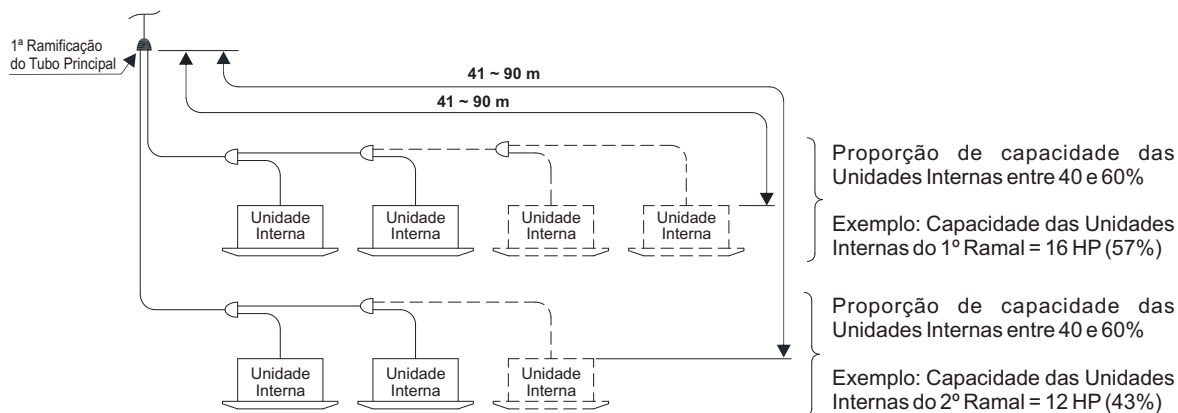 1ª Ramificação
do Tubo Principal
41 ~ 90 m
41 ~ 90 m
Unidade
Interna
Unidade
Interna
Unidade
Interna
Unidade
Interna
Proporção de capacidade das
Unidades Internas entre 40 e 60%
Exemplo: Capacidade das Unidades
Internas do 1º Ramal = 16 HP (57%)
Unidade
Interna
Unidade
Interna
Unidade
Interna
Proporção de capacidade das
Unidades Internas entre 40 e 60%
Exemplo: Capacidade das Unidades
Internas do 2º Ramal = 12 HP (43%)